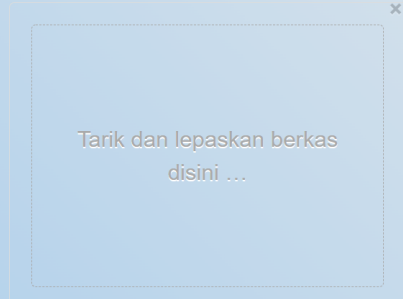 Tarik dan lepaskan berkas
disini …